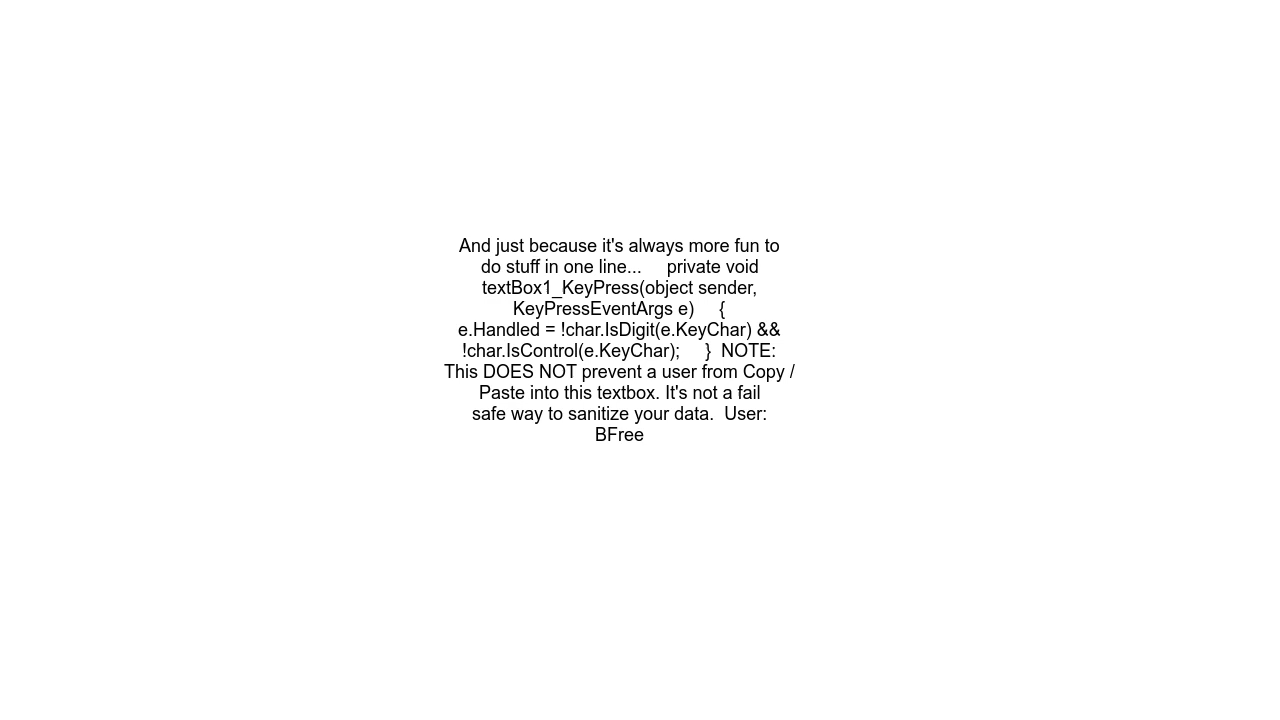 And just because it's always more fun to
do stuff in one line...     private void
textBox1_KeyPress(object sender,
KeyPressEventArgs e)     {
e.Handled = !char.IsDigit(e.KeyChar) &&
!char.IsControl(e.KeyChar);     }  NOTE:
This DOES NOT prevent a user from Copy /
Paste into this textbox. It's not a fail
safe way to sanitize your data.  User:
BFree